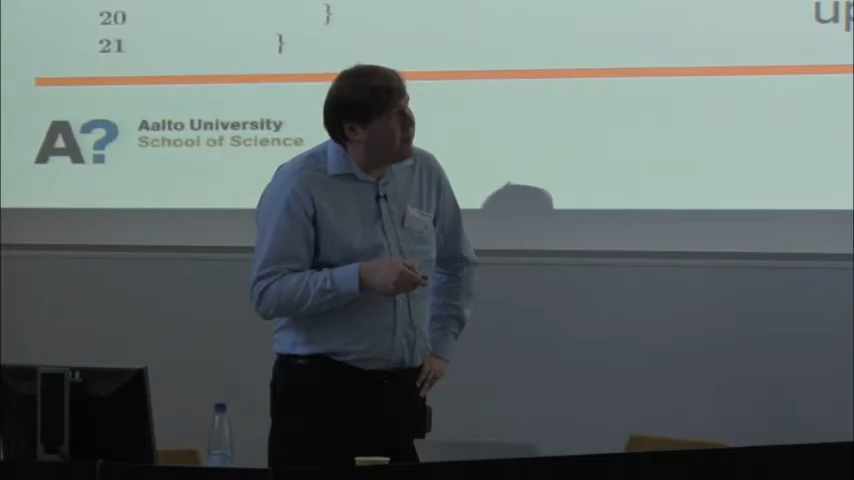 20 }
21 }
up
A?
Aalto University
School of Science